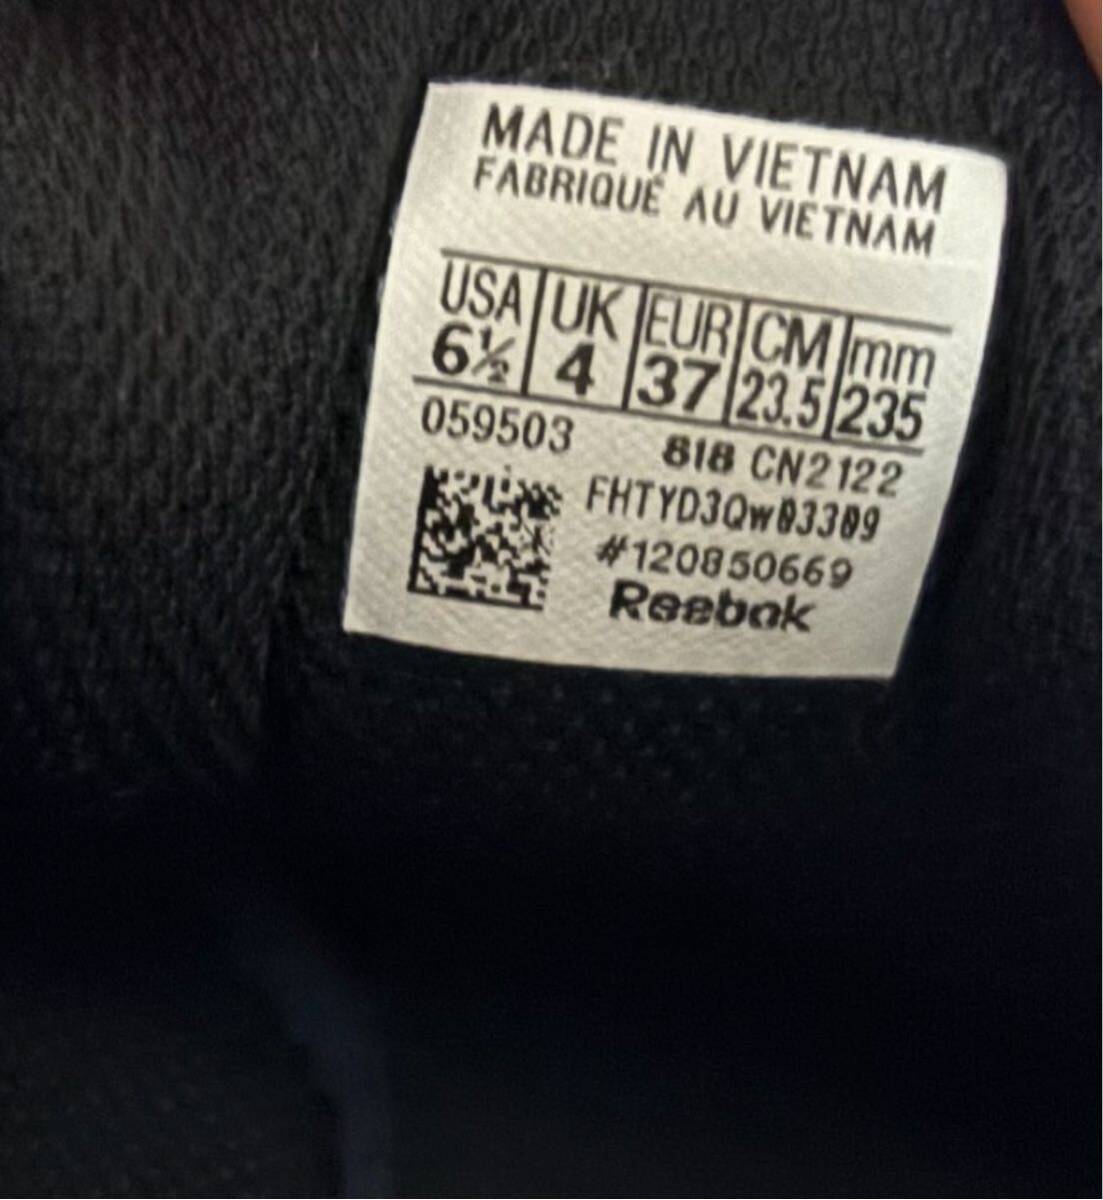 MADE IN VIETNAM
FABRIQUÉ AU VIETNAM
USA UK EUR CM mm
6½ 4 37 23.5 235
059503 818 CN2122
FHTYD3Qw03309
#120850669
Reebok